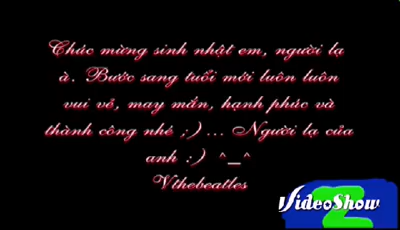 Chúc mừng sinh nhật em, người lạ
à. Bước sang tuổi mới luôn luôn
vui vẻ, may mắn, hạnh phúc và
thành công nhé ;) ... Người lạ của
anh :) ^_^
Vthebeatles
VideoShow
Z